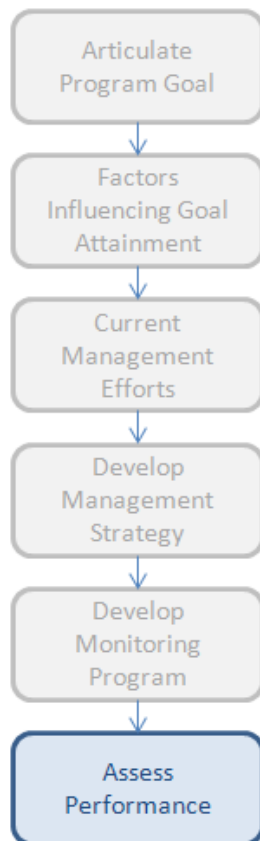 Articulate
Program Goal
Factors
Influencing Goal
Attainment
Current
Management
Efforts
Develop
Management
Strategy
Develop
Monitoring
Program
Assess
Performance